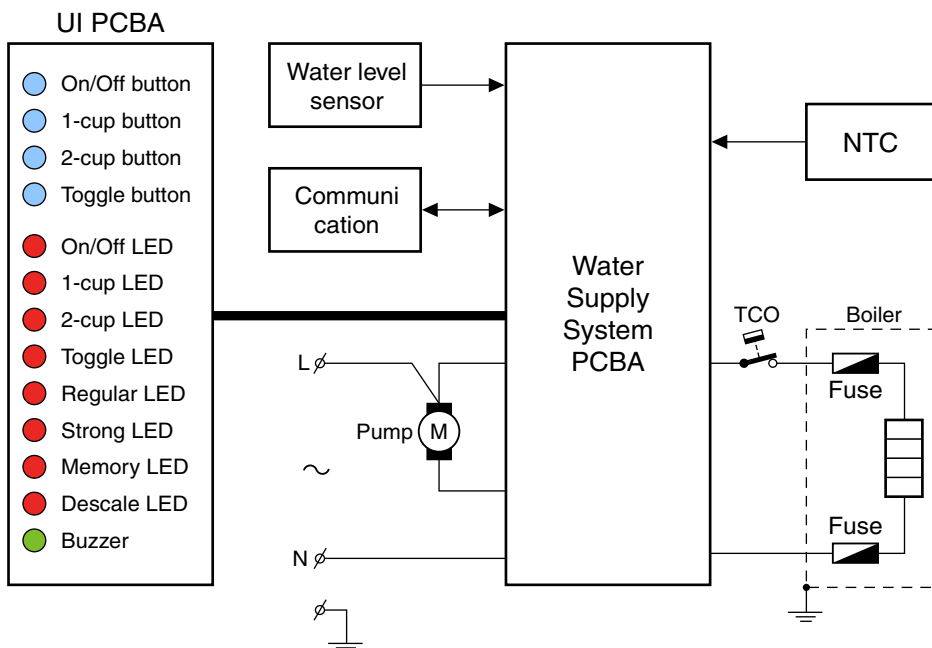 UI PCBA
On/Off button
1-cup button
2-cup button
Toggle button
On/Off LED
1-cup LED
2-cup LED
Toggle LED
Regular LED
Strong LED
Memory LED
Descale LED
Buzzer
Water level
sensor
Communi
cation
L
Pump
M
N
Water
Supply
System
PCBA
NTC
TCO
Boiler
Fuse
Fuse